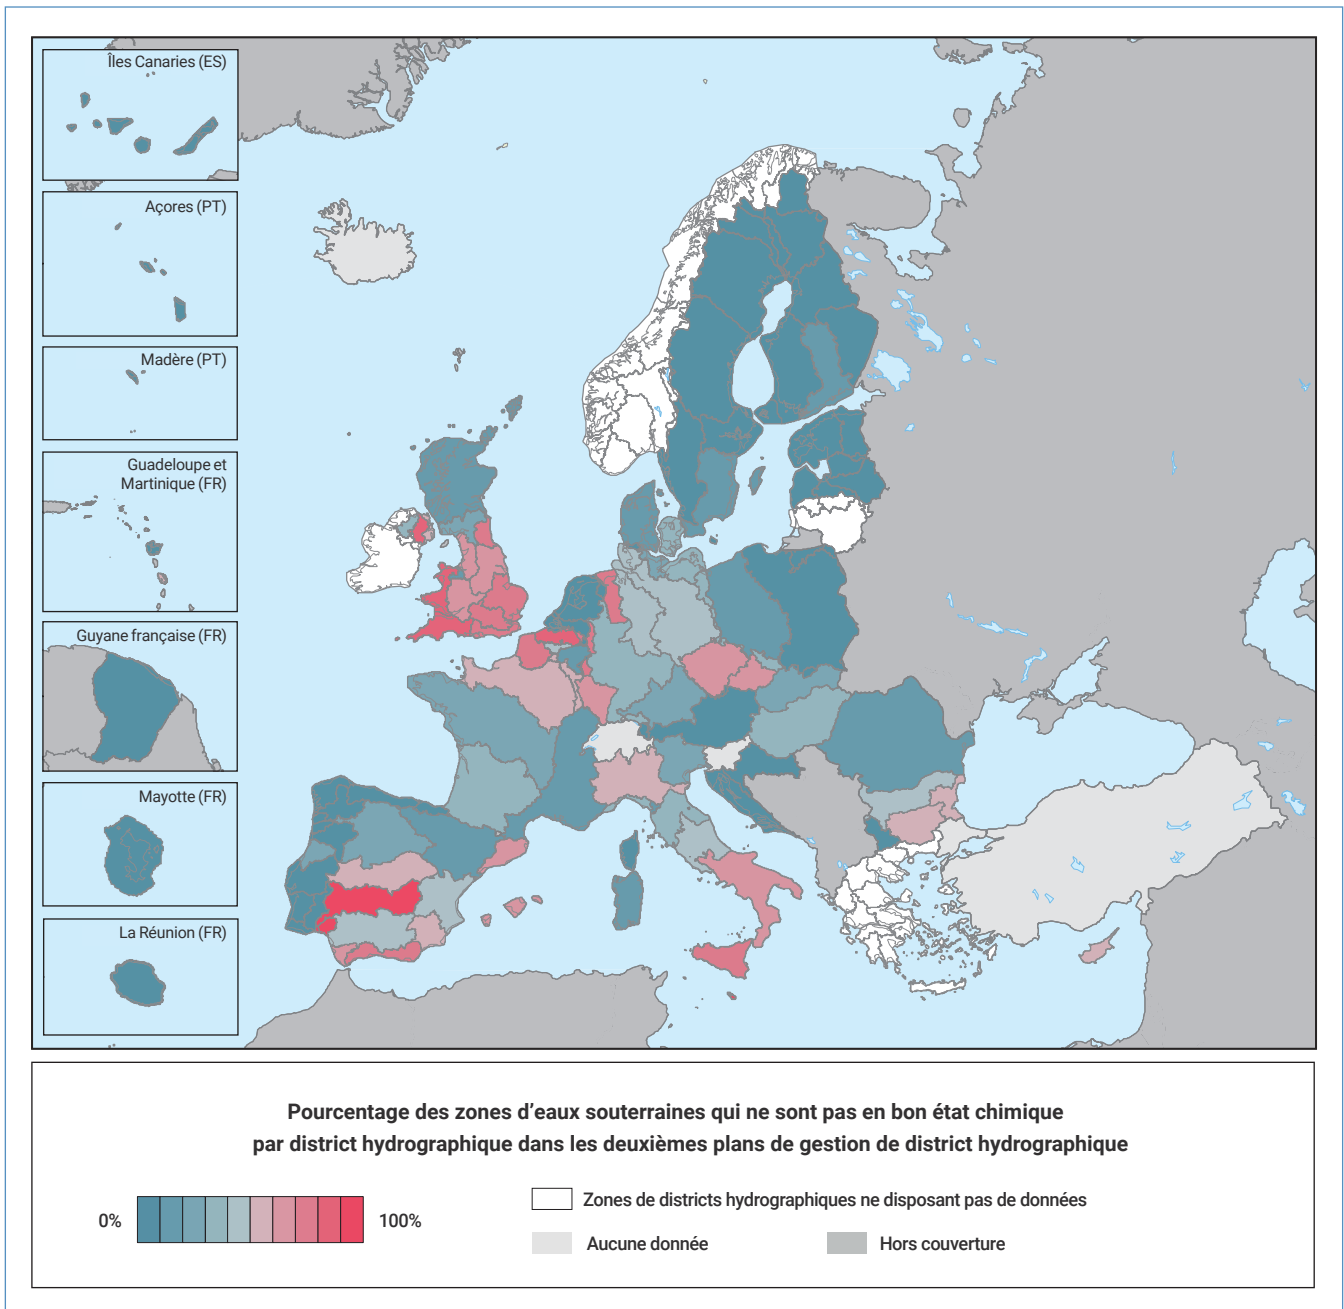 Îles Canaries (ES)
Açores (PT)
Madère (PT)
Guadeloupe et
Martinique (FR)
Guyane française (FR)
Mayotte (FR)
La Réunion (FR)
Pourcentage des zones d’eaux souterraines qui ne sont pas en bon état chimique
par district hydrographique dans les deuxièmes plans de gestion de district hydrographique
0%
100%
Zones de districts hydrographiques ne disposant pas de données
Aucune donnée
Hors couverture